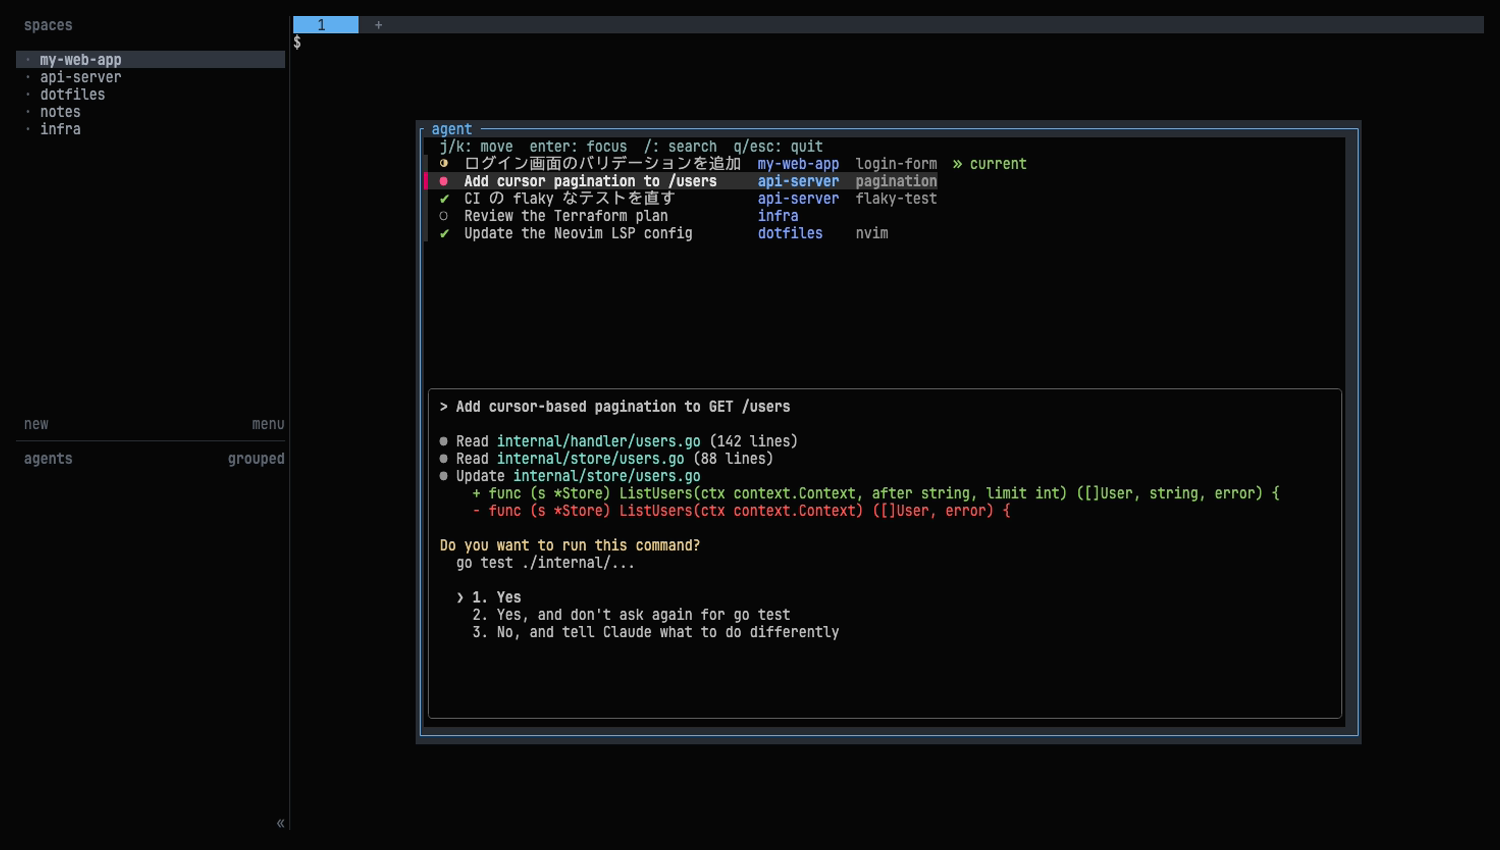 spaces
· my-web-app
· api-server
· dotfiles
· notes
· infra
new menu
agents grouped
«
1 +
$
agent
j/k: move enter: focus /: search q/esc: quit
ログイン画面のバリデーションを追加 my-web-app login-form » current
● Add cursor pagination to /users api-server pagination
✔ CI の flaky なテストを直す api-server flaky-test
○ Review the Terraform plan infra
✔ Update the Neovim LSP config dotfiles nvim
> Add cursor-based pagination to GET /users
● Read internal/handler/users.go (142 lines)
● Read internal/store/users.go (88 lines)
● Update internal/store/users.go
+ func (s *Store) ListUsers(ctx context.Context, after string, limit int) ([]User, string, error) {
- func (s *Store) ListUsers(ctx context.Context) ([]User, error) {
Do you want to run this command?
go test ./internal/...
❯ 1. Yes
2. Yes, and don't ask again for go test
3. No, and tell Claude what to do differently